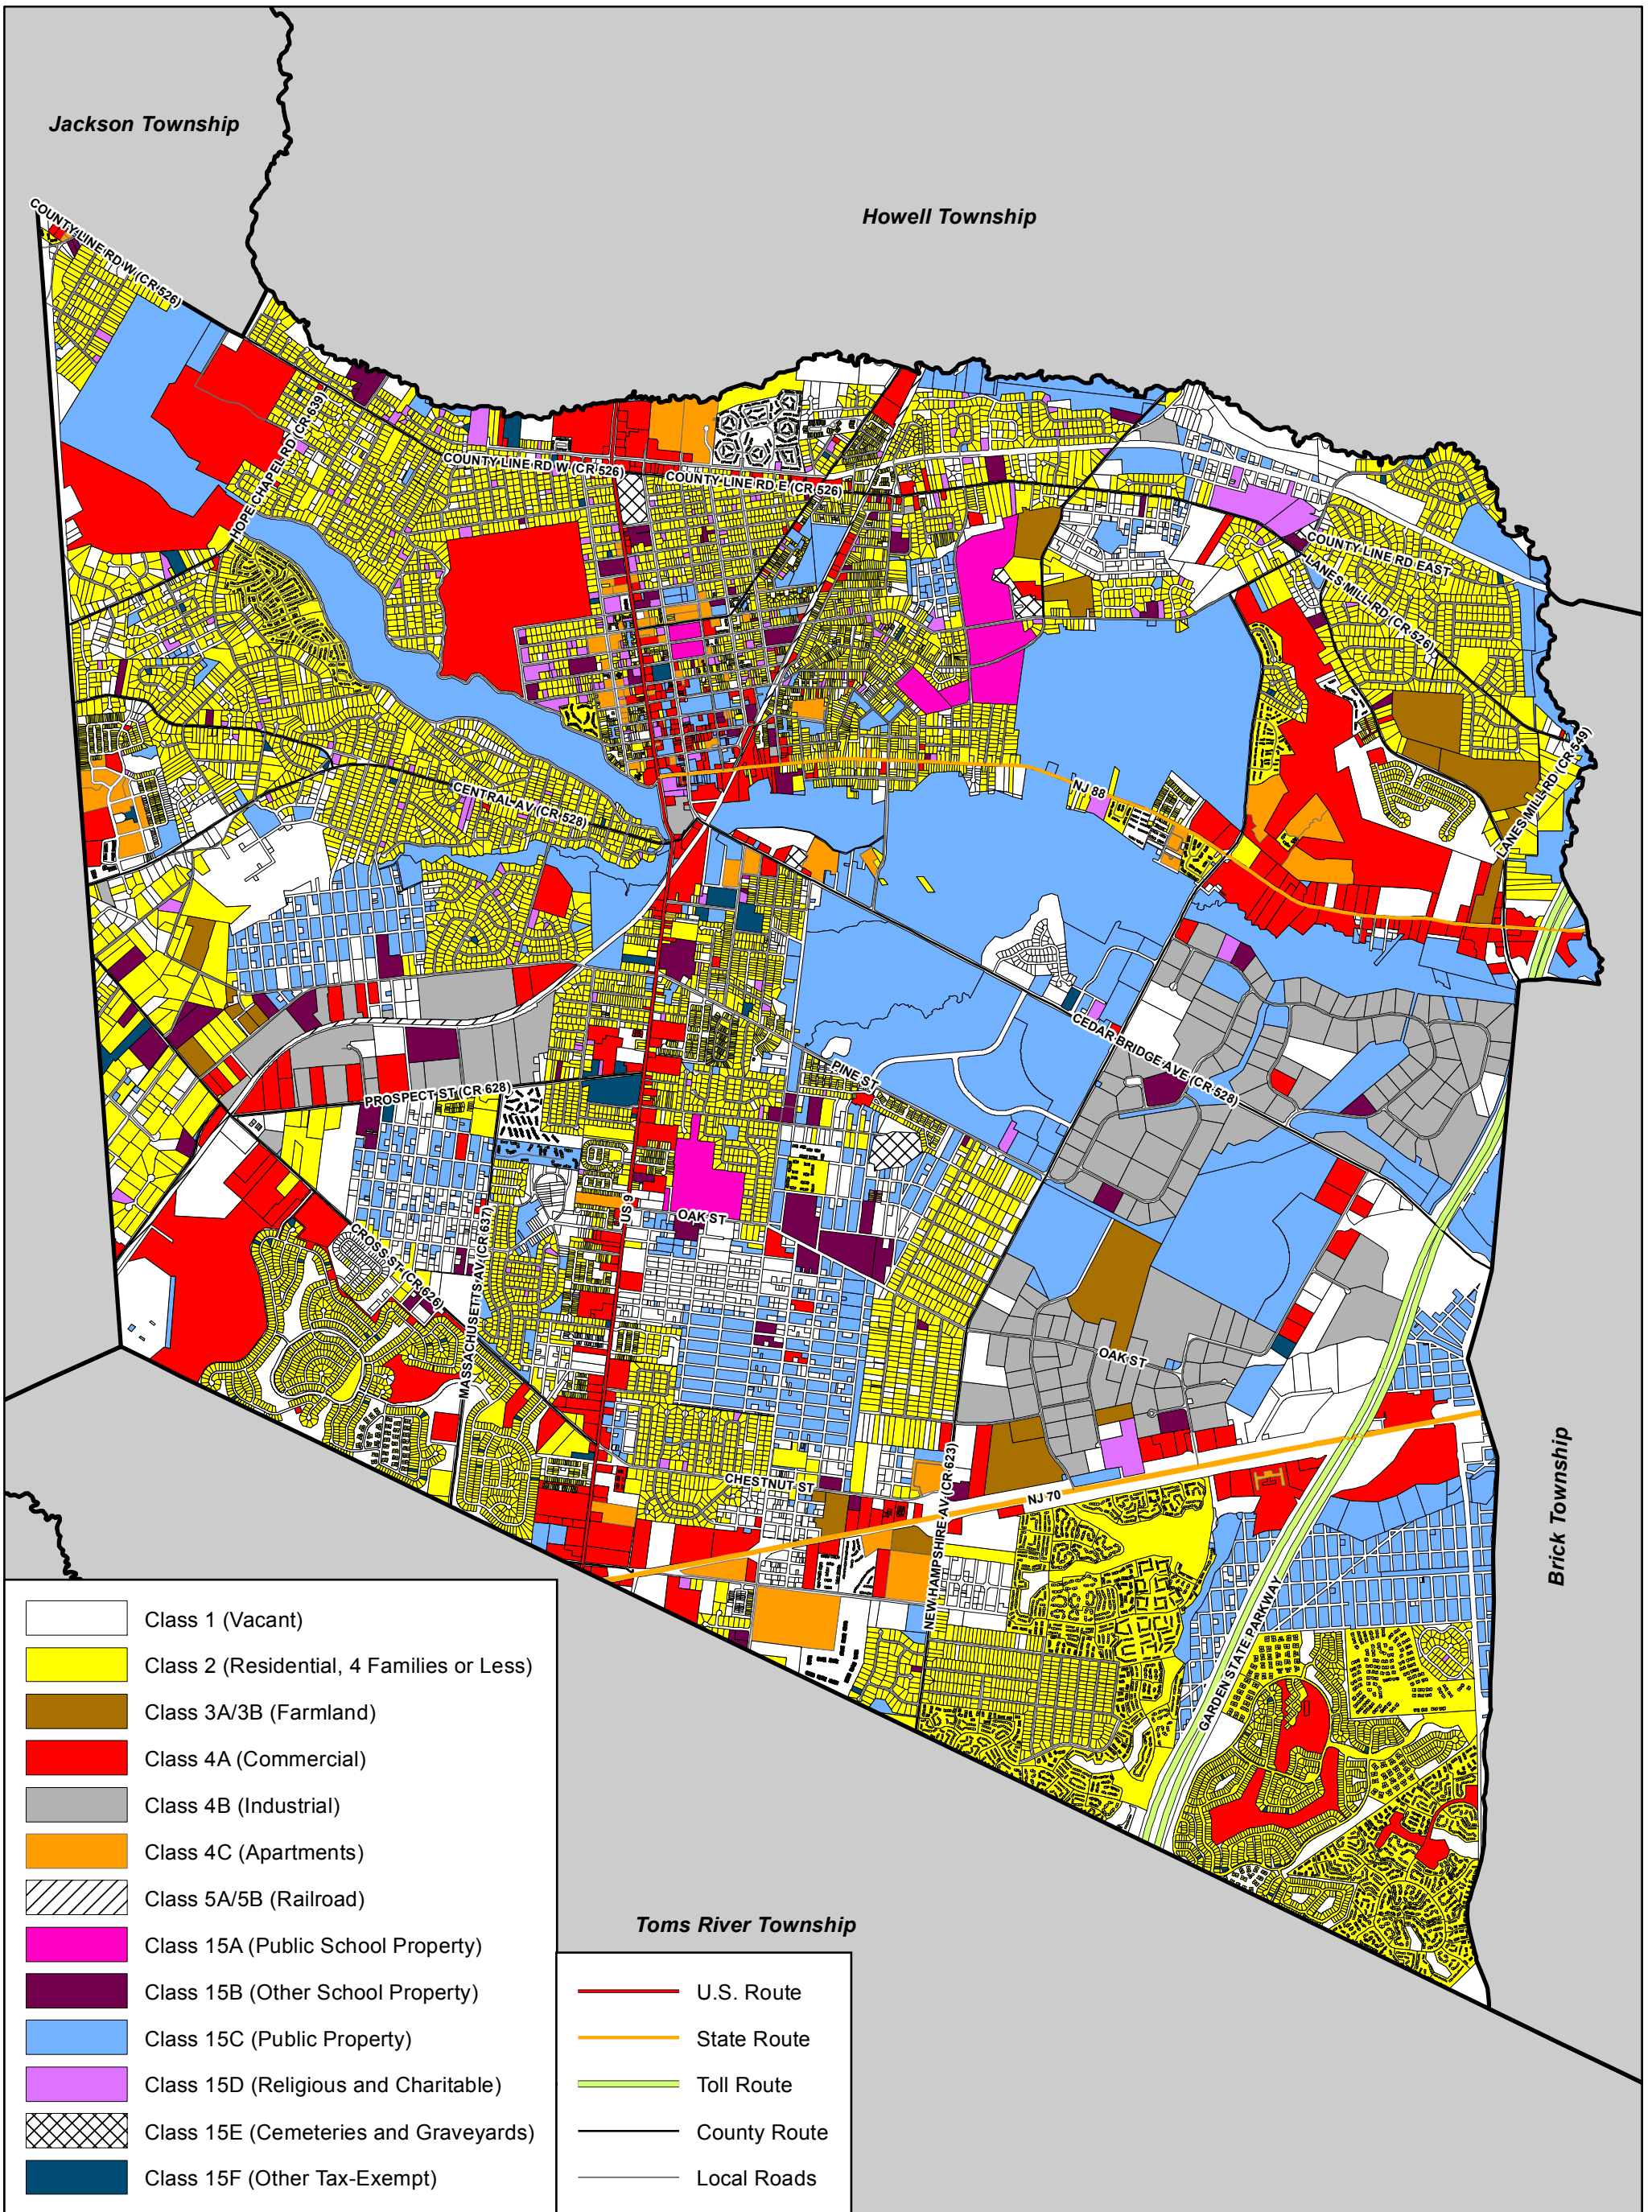 Jackson Township
Howell Township
COUNTY LINE RD W (CR 526)
HOPE CHAPEL RD (CR 639)
COUNTY LINE RD W (CR 526)
COUNTY LINE RD E (CR 526)
COUNTY LINE RD EAST
LANES MILL RD (CR 526)
LANES MILL RD (CR 549)
NJ 88
CENTRAL AV (CR 528)
CEDAR BRIDGE AVE (CR 528)
PINE ST
PROSPECT ST (CR 628)
US 9
OAK ST
CROSS ST (CR 626)
MASSACHUSETTS AV (CR 637)
OAK ST
CHESTNUT ST
NEW HAMPSHIRE AV (CR 623)
NJ 70
GARDEN STATE PARKWAY
Brick Township
Toms River Township
Class 1 (Vacant)
Class 2 (Residential, 4 Families or Less)
Class 3A/3B (Farmland)
Class 4A (Commercial)
Class 4B (Industrial)
Class 4C (Apartments)
Class 5A/5B (Railroad)
Class 15A (Public School Property)
Class 15B (Other School Property)
Class 15C (Public Property)
Class 15D (Religious and Charitable)
Class 15E (Cemeteries and Graveyards)
Class 15F (Other Tax-Exempt)
U.S. Route
State Route
Toll Route
County Route
Local Roads